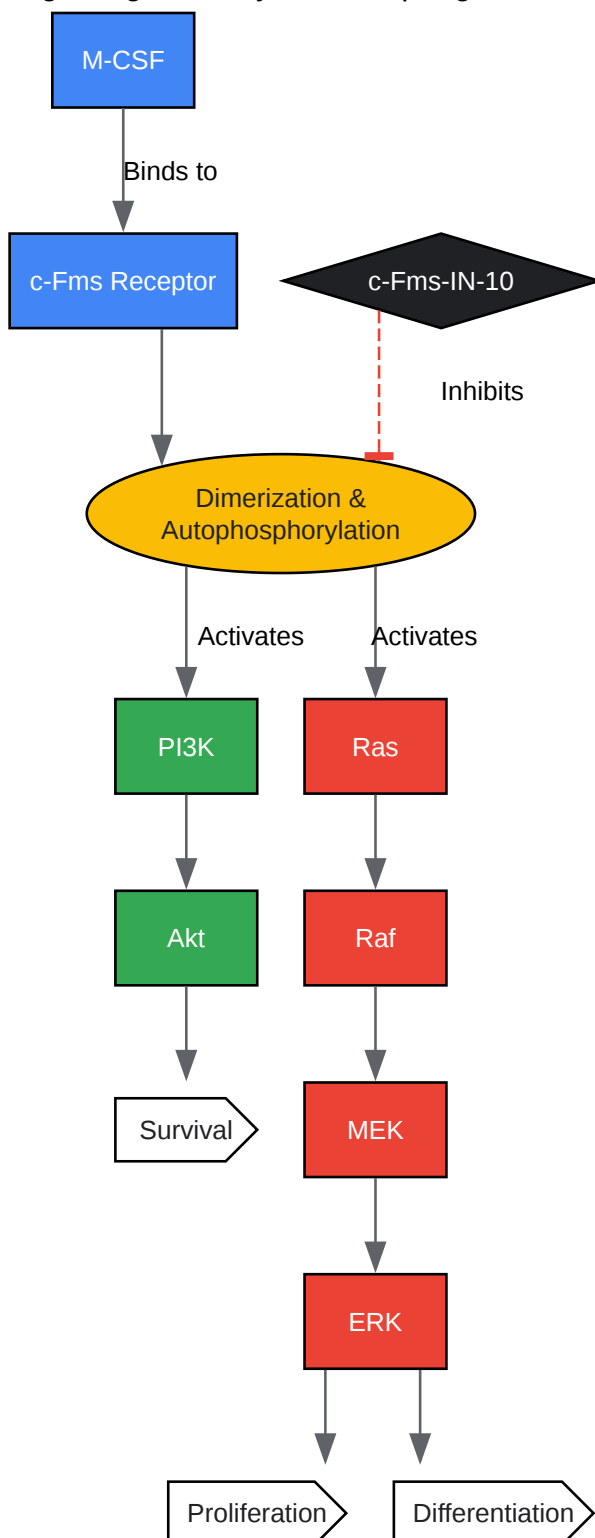 M-CSF
Binds to
c-Fms Receptor
c-Fms-IN-10
Inhibits
Dimerization &
Autophosphorylation
Activates
Activates
PI3K
Ras
Akt
Raf
Survival
MEK
ERK
Proliferation
Differentiation